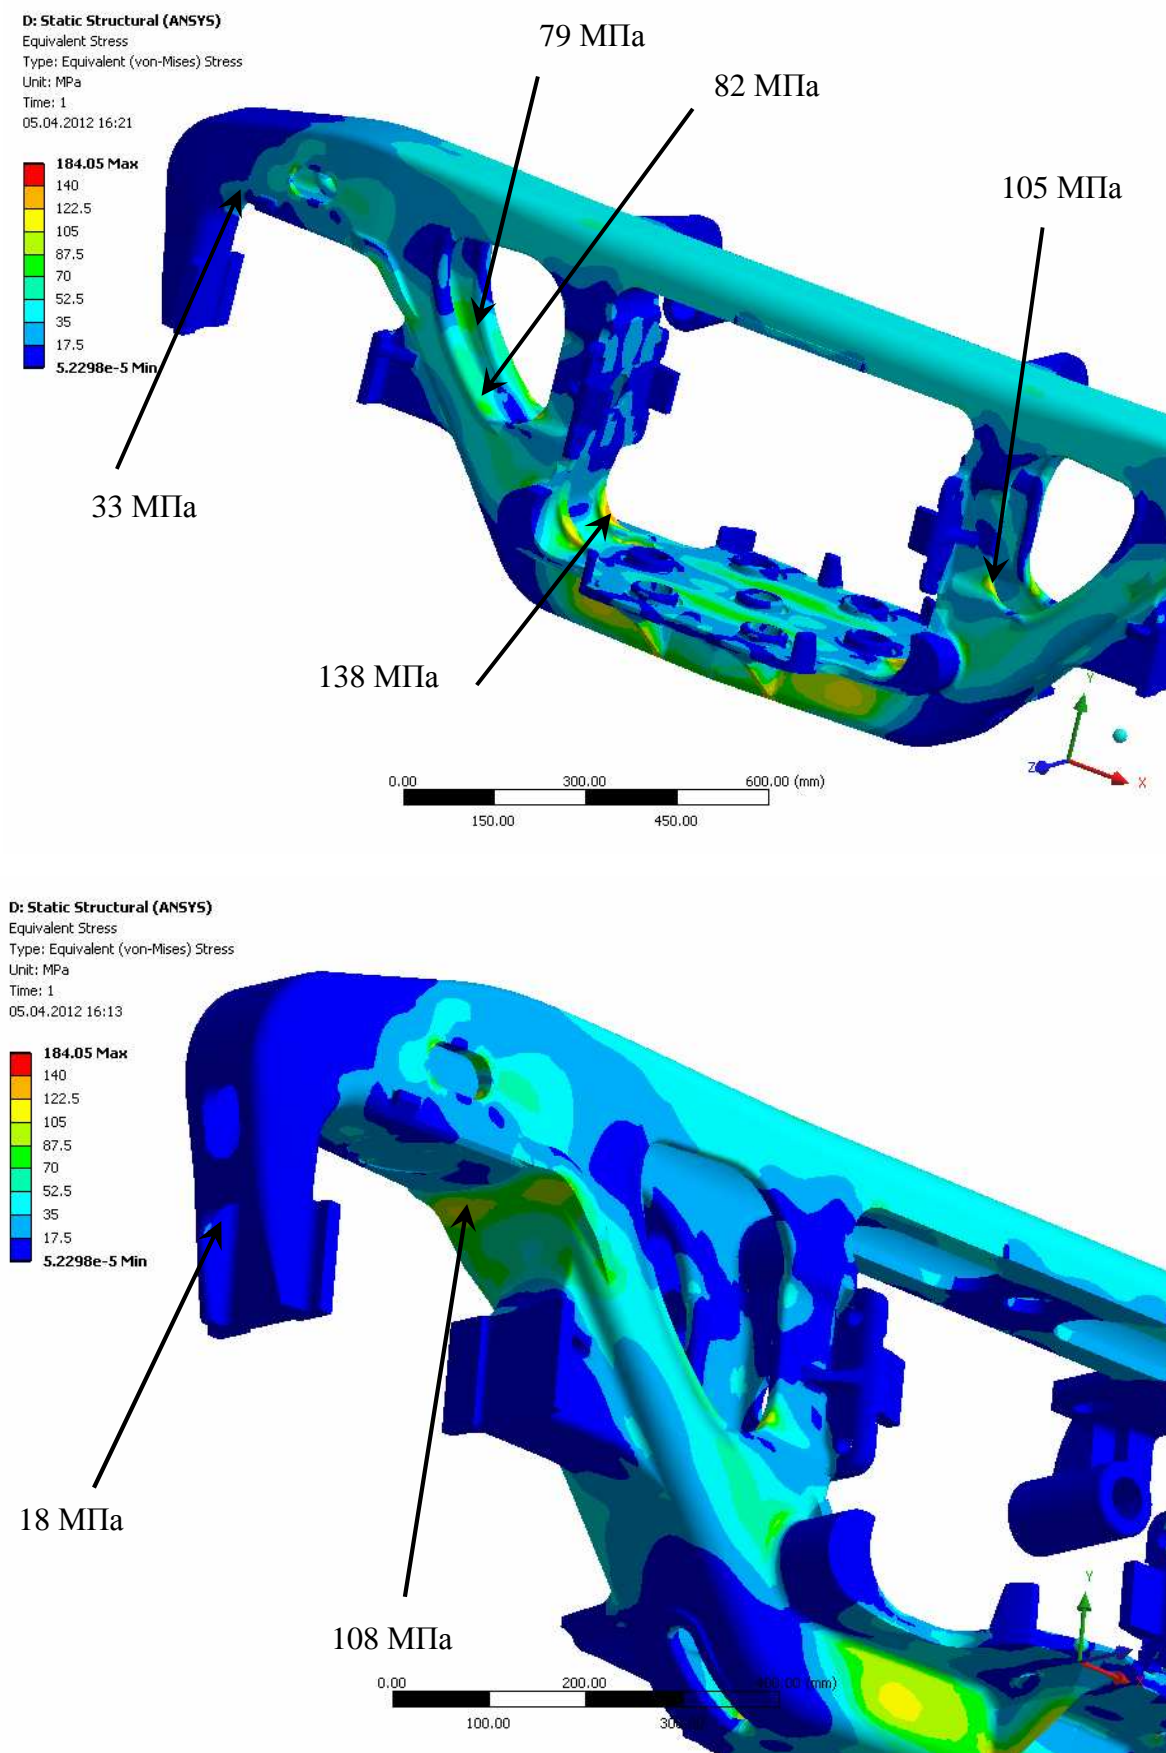 D: Static Structural (ANSYS)
Equivalent Stress
Type: Equivalent (von-Mises) Stress
Unit: MPa
Time: 1
05.04.2012 16:21
184.05 Max
140
122.5
105
87.5
70
52.5
35
17.5
5.2298e-5 Min
79 МПа
82 МПа
105 МПа
33 МПа
138 МПа
Y
Z
X
0.00 300.00 600.00 (mm)
150.00 450.00
D: Static Structural (ANSYS)
Equivalent Stress
Type: Equivalent (von-Mises) Stress
Unit: MPa
Time: 1
05.04.2012 16:13
184.05 Max
140
122.5
105
87.5
70
52.5
35
17.5
5.2298e-5 Min
18 МПа
108 МПа
Y
X
0.00 200.00 400.00 (mm)
100.00 300.00